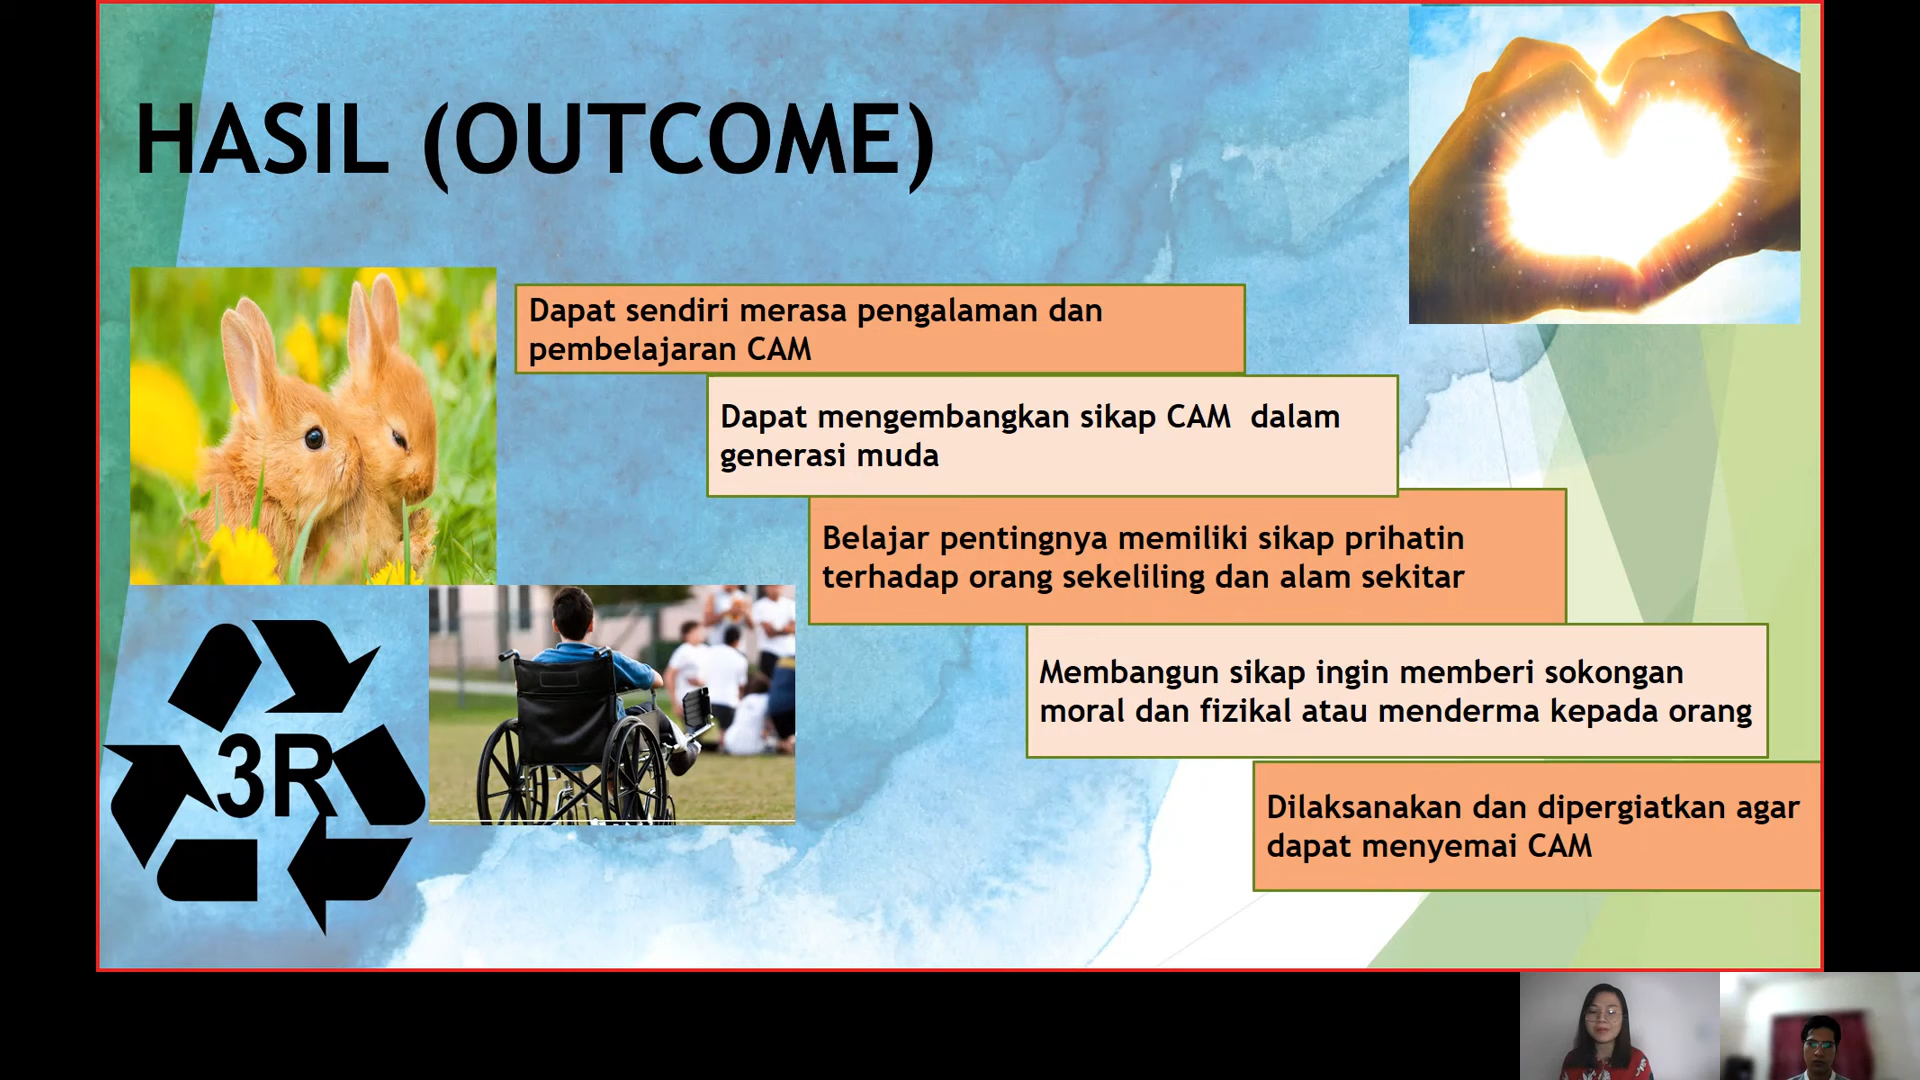 HASIL (OUTCOME)
Dapat sendiri merasa pengalaman dan
pembelajaran CAM
Dapat mengembangkan sikap CAM  dalam
generasi muda
Belajar pentingnya memiliki sikap prihatin
terhadap orang sekeliling dan alam sekitar
Membangun sikap ingin memberi sokongan
moral dan fizikal atau menderma kepada orang
Dilaksanakan dan dipergiatkan agar
dapat menyemai CAM
3R